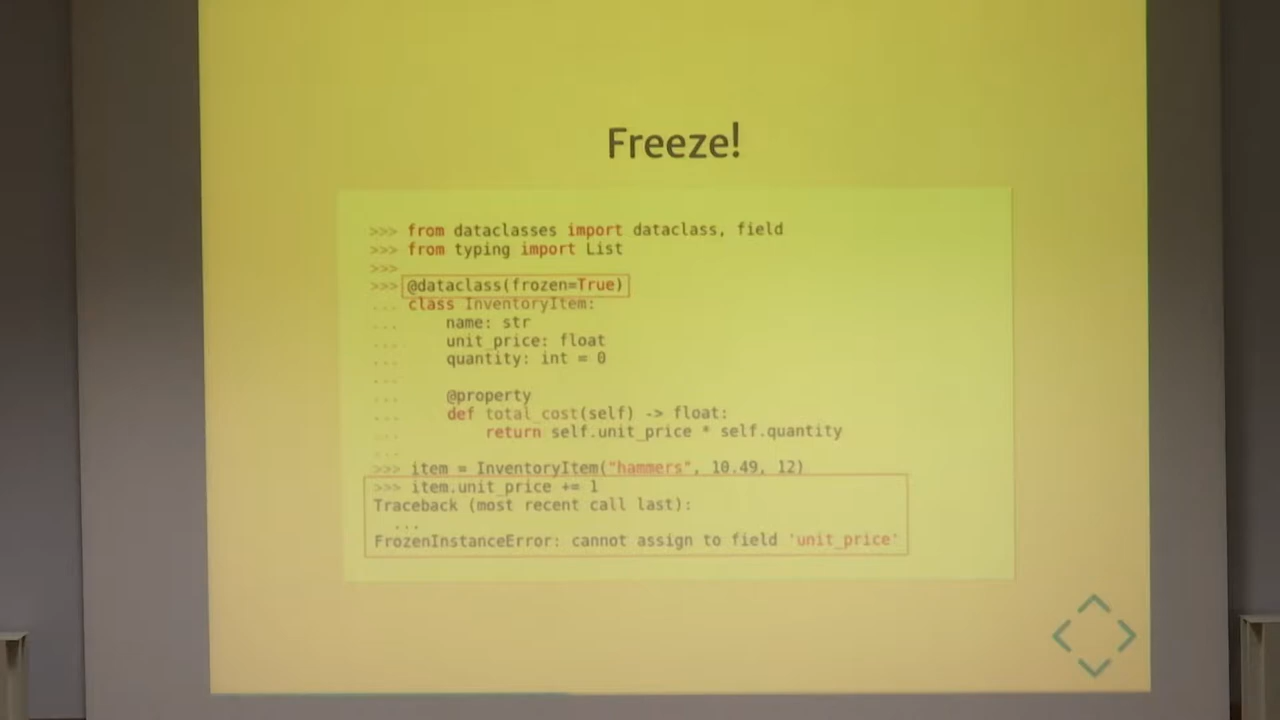 Freeze!
>>> from dataclasses import dataclass, field
>>> from typing import List
>>>
>>> @dataclass(frozen=True)
... class InventoryItem:
...     name: str
...     unit_price: float
...     quantity: int = 0
...
...     @property
...     def total_cost(self) -> float:
...         return self.unit_price * self.quantity
...
>>> item = InventoryItem("hammers", 10.49, 12)
>>> item.unit_price += 1
Traceback (most recent call last):
  ...
FrozenInstanceError: cannot assign to field 'unit_price'